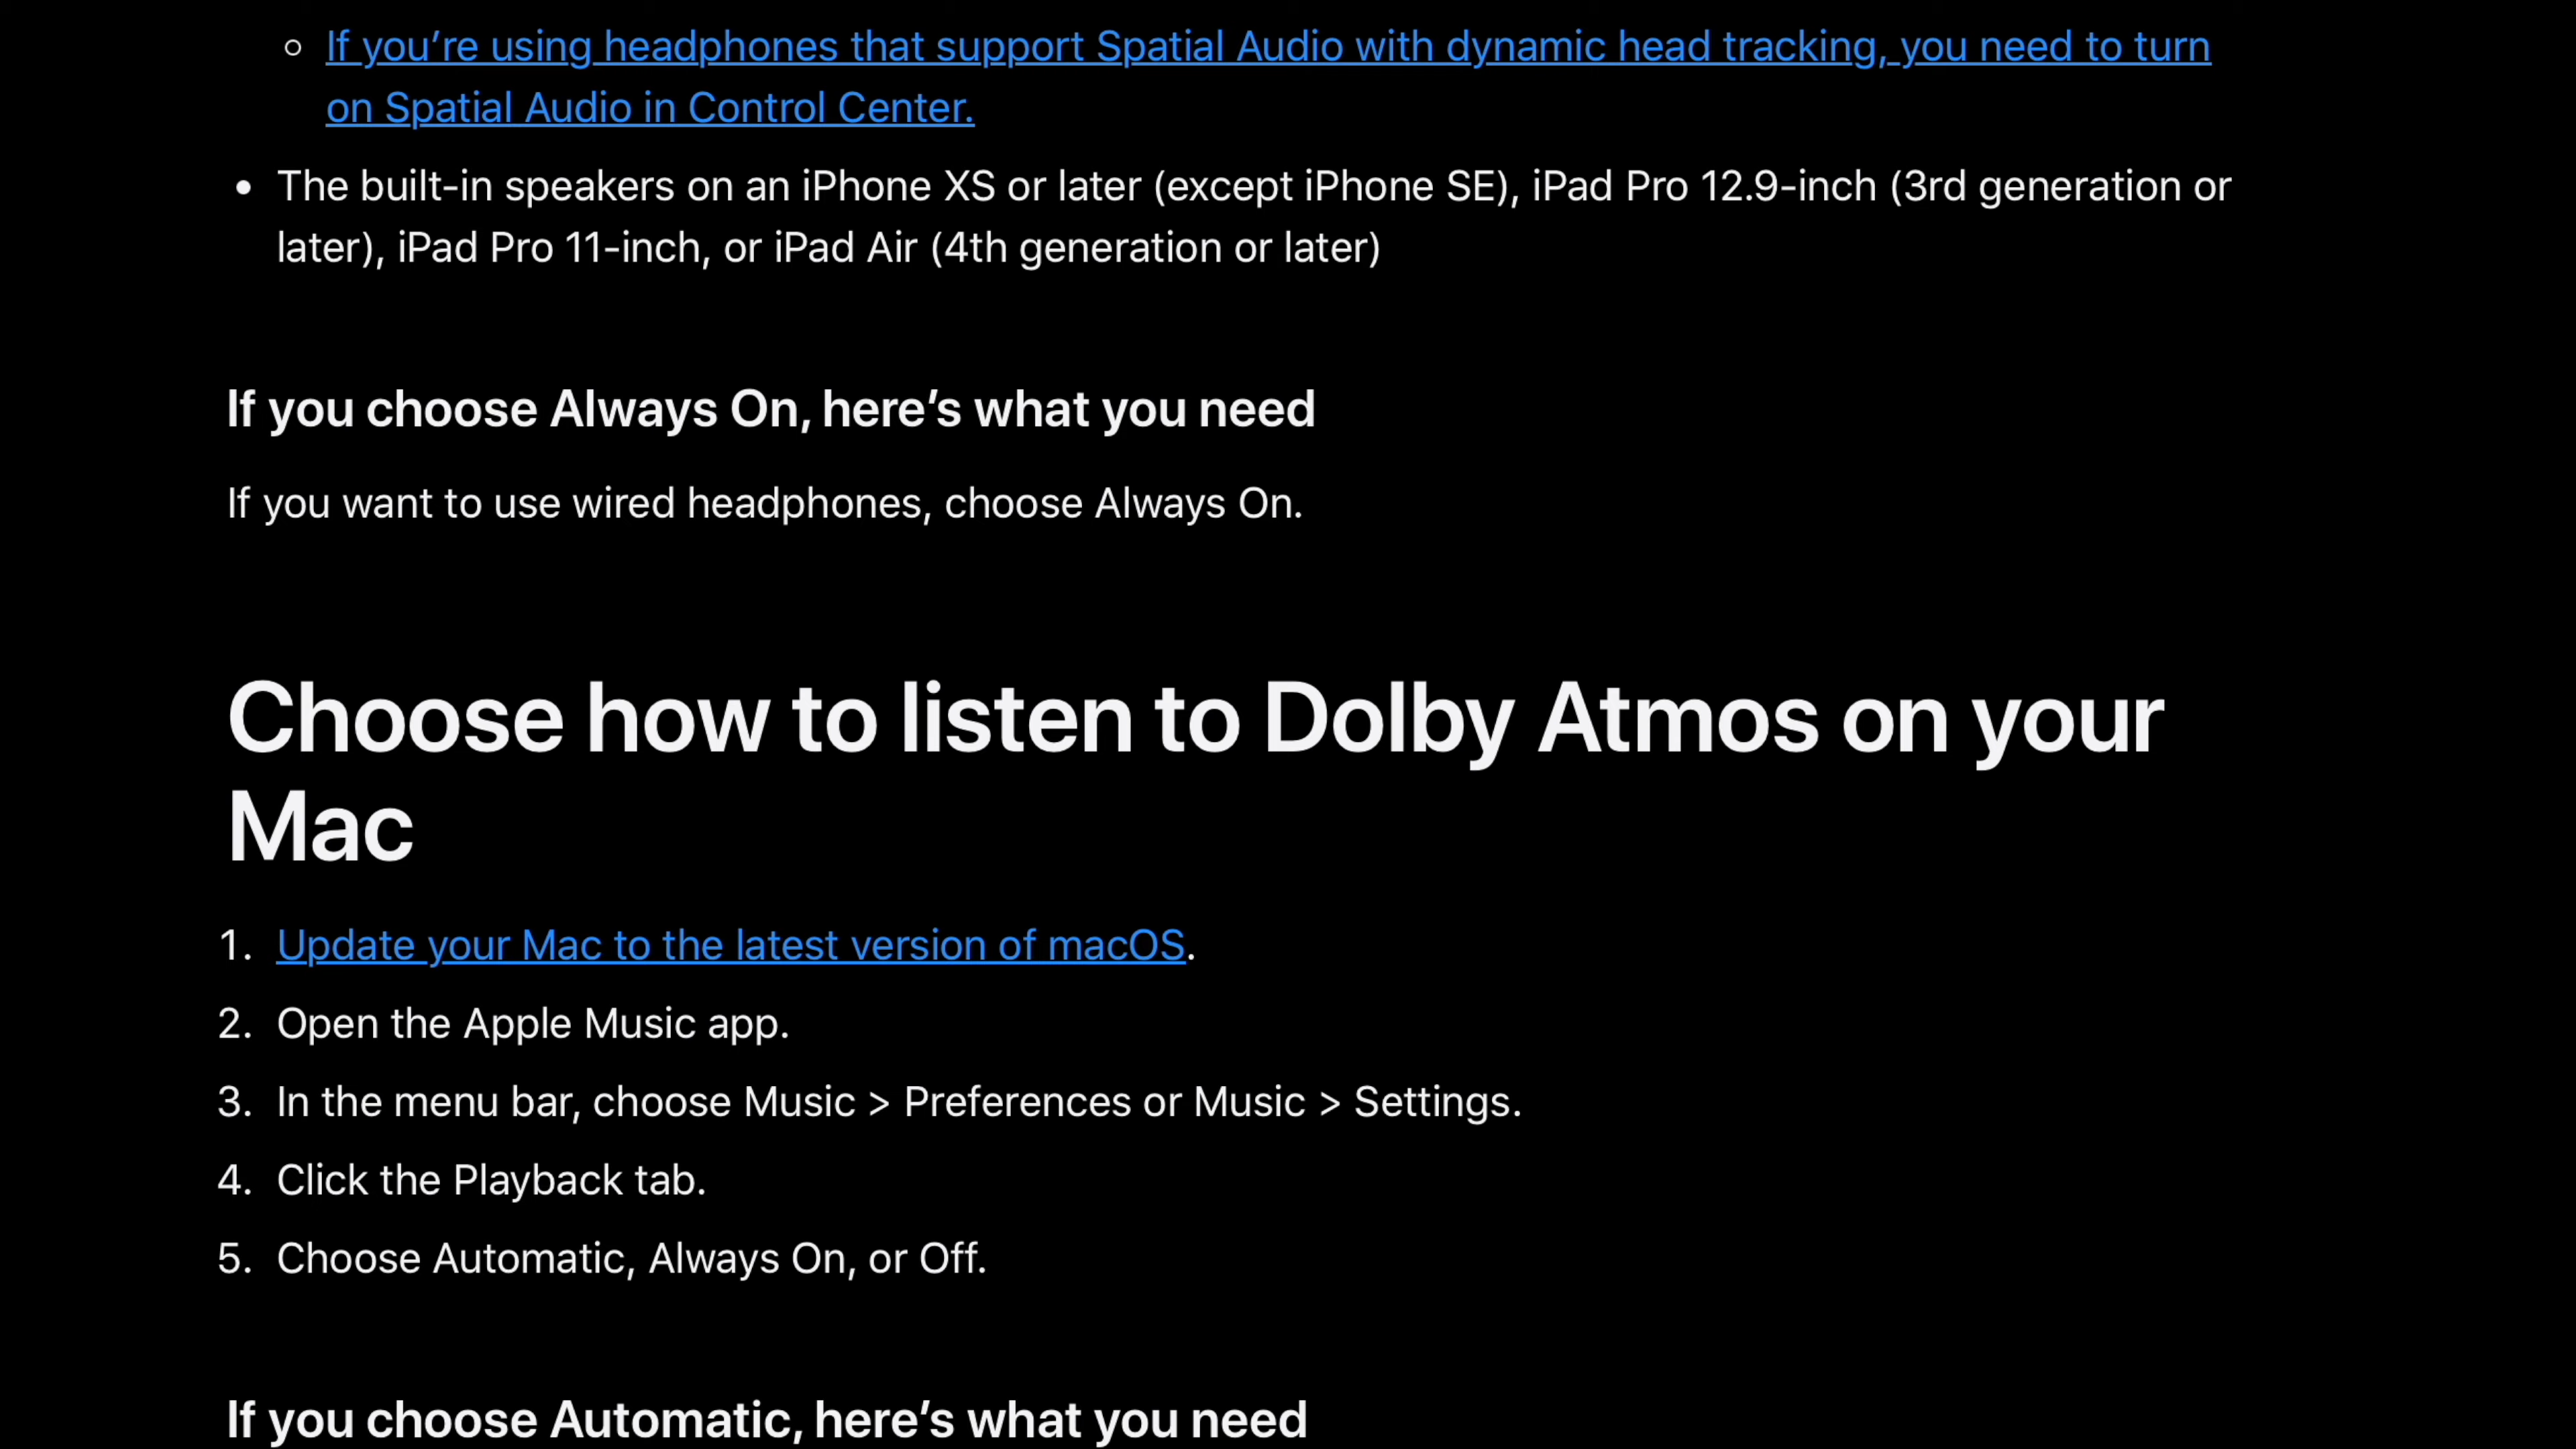 If you’re using headphones that support Spatial Audio with dynamic head tracking, you need to turn
on Spatial Audio in Control Center.
The built-in speakers on an iPhone XS or later (except iPhone SE), iPad Pro 12.9-inch (3rd generation or
later), iPad Pro 11-inch, or iPad Air (4th generation or later)
If you choose Always On, here’s what you need
If you want to use wired headphones, choose Always On.
Choose how to listen to Dolby Atmos on your
Mac
1. Update your Mac to the latest version of macOS.
2. Open the Apple Music app.
3. In the menu bar, choose Music > Preferences or Music > Settings.
4. Click the Playback tab.
5. Choose Automatic, Always On, or Off.
If you choose Automatic, here’s what you need